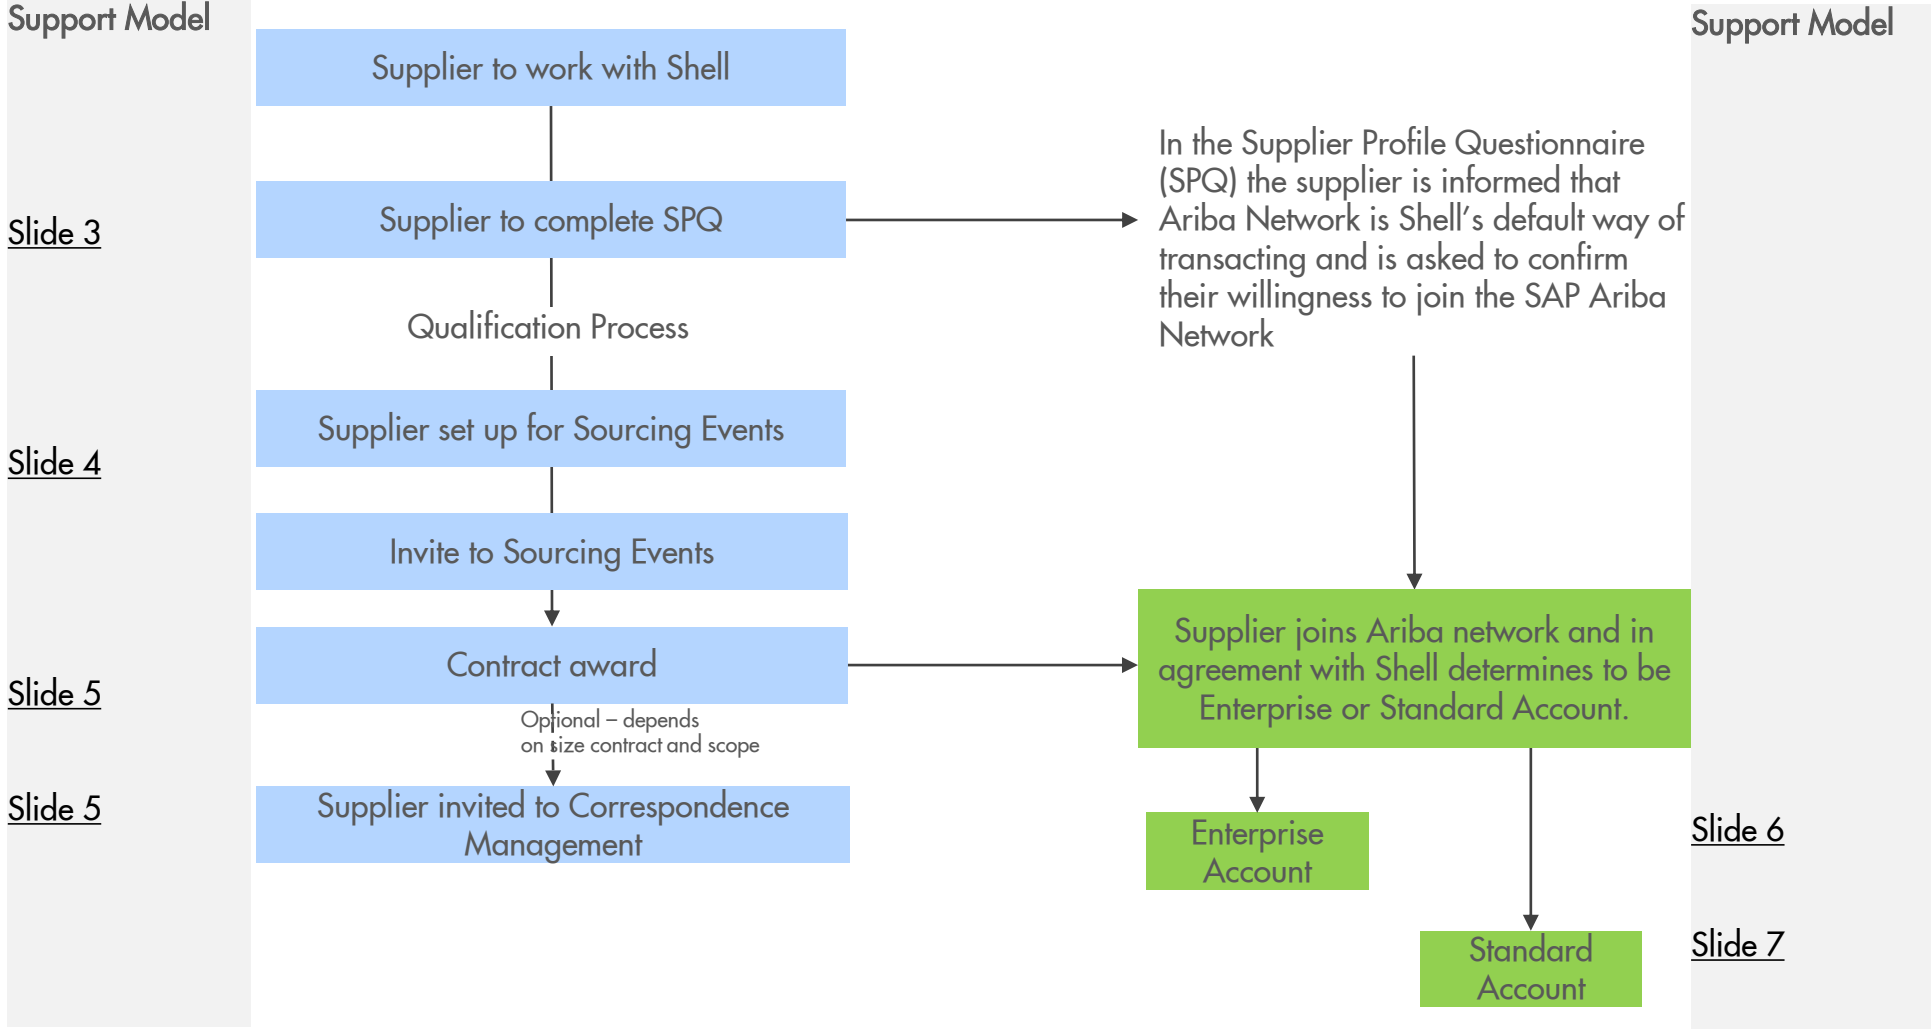 Support Model
Support Model
Supplier to work with Shell
In the Supplier Profile Questionnaire
(SPQ) the supplier is informed that
Ariba Network is Shell’s default way of
transacting and is asked to confirm
their willingness to join the SAP Ariba
Network
Slide 3
Supplier to complete SPQ
Qualification Process
Slide 4
Supplier set up for Sourcing Events
Invite to Sourcing Events
Slide 5
Contract award
Supplier joins Ariba network and in
agreement with Shell determines to be
Enterprise or Standard Account.
Optional – depends
on size contract and scope
Slide 5
Supplier invited to Correspondence
Management
Enterprise
Account
Slide 6
Standard
Account
Slide 7